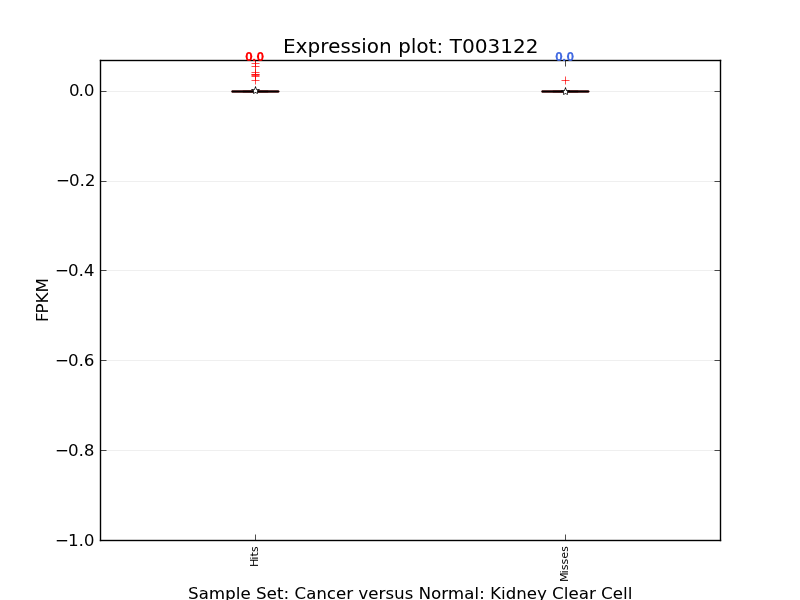 Expression plot: T003122
0.0 0.0
0.0
−0.2
−0.4
−0.6
−0.8
−1.0
FPKM
Hits
Misses
Sample Set: Cancer versus Normal: Kidney Clear Cell